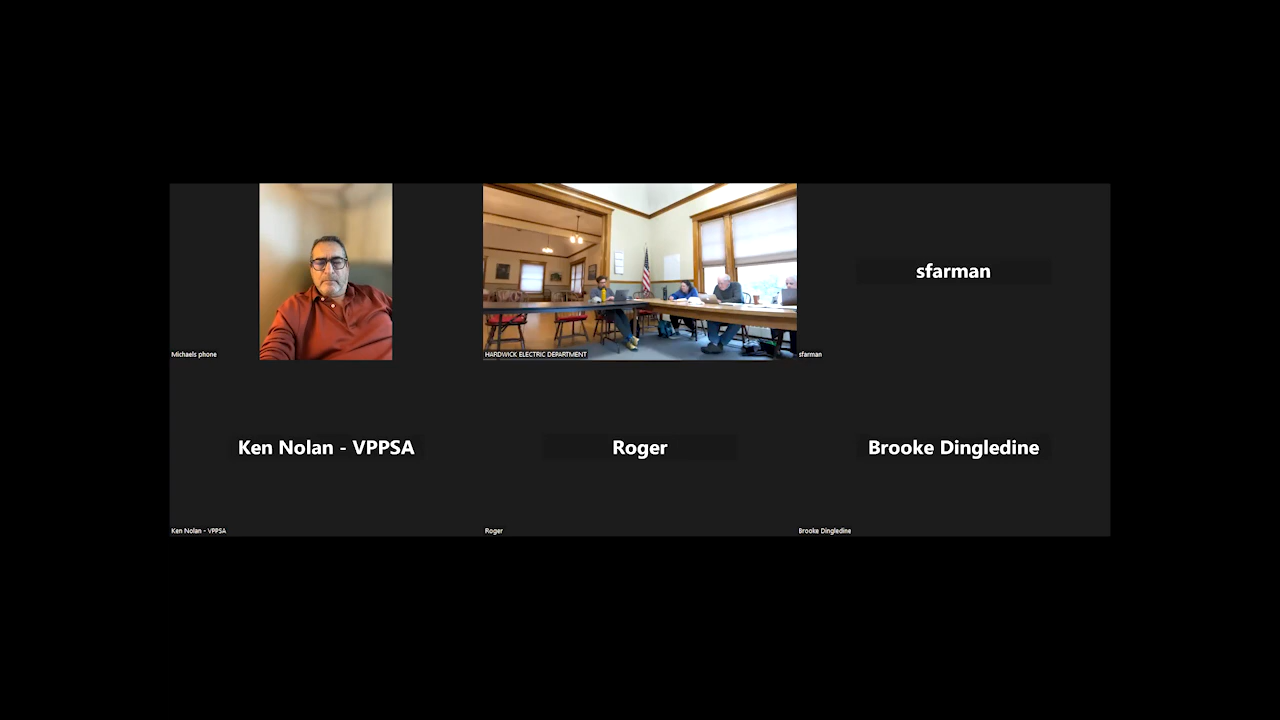 sfarman
Michaels phone
HARDWICK ELECTRIC DEPARTMENT
sfarman
Ken Nolan - VPPSA
Roger
Brooke Dingledine
Ken Nolan - VPPSA
Roger
Brooke Dingledine